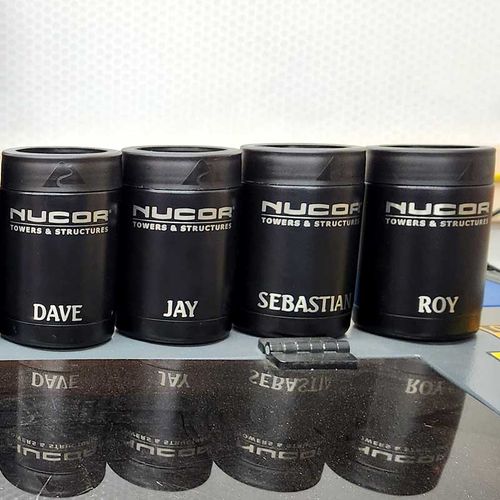 NUCOR
TOWERS & STRUCTURES
DAVE
NUCOR
TOWERS & STRUCTURES
JAY
NUCOR
TOWERS & STRUCTURES
SEBASTIAN
NUCOR
TOWERS & STRUCTURES
ROY